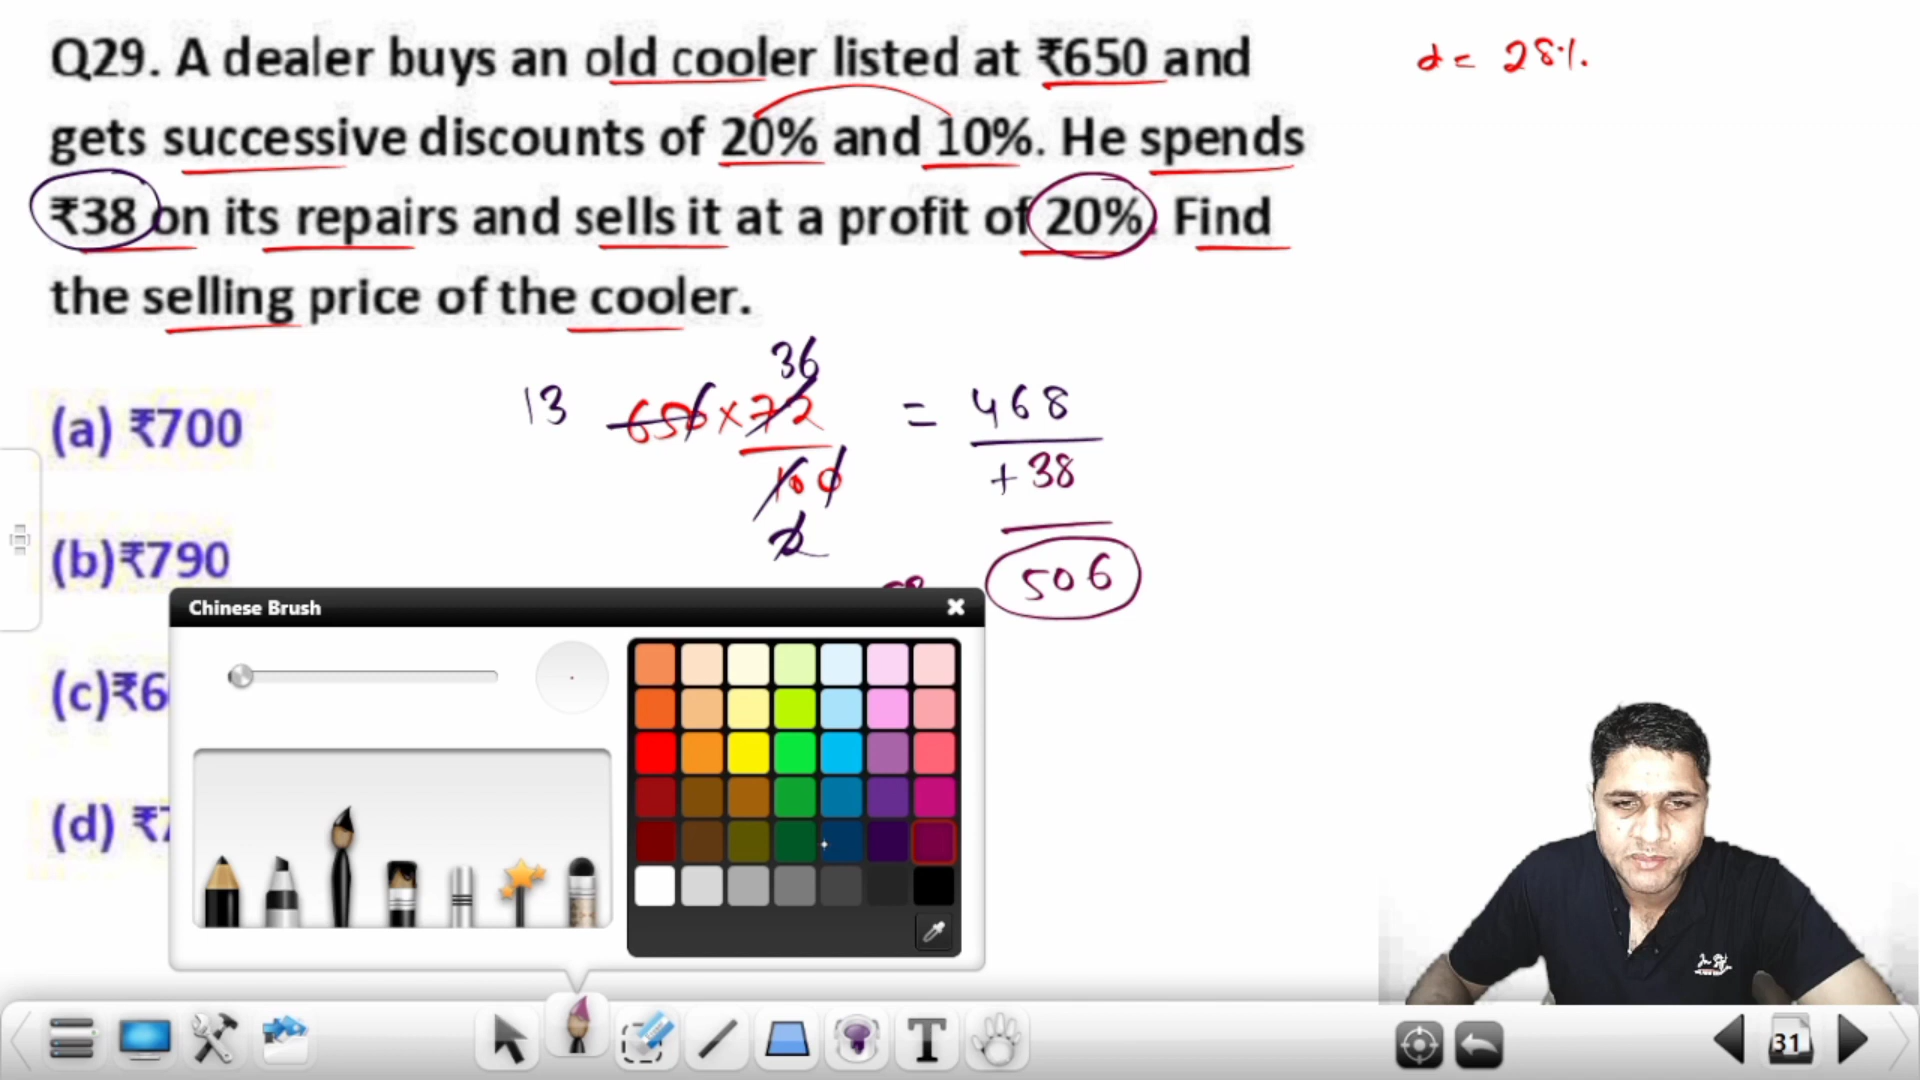 Q29. A dealer buys an old cooler listed at ₹650 and
d = 28%.
gets successive discounts of 20% and 10%. He spends
₹38 on its repairs and sells it at a profit of 20%. Find
the selling price of the cooler.
36
(a) ₹700
13 650 × 72 = 468
100 + 38
2
(b) ₹790
506
Chinese Brush
(c) ₹6
(d) ₹7
T
31